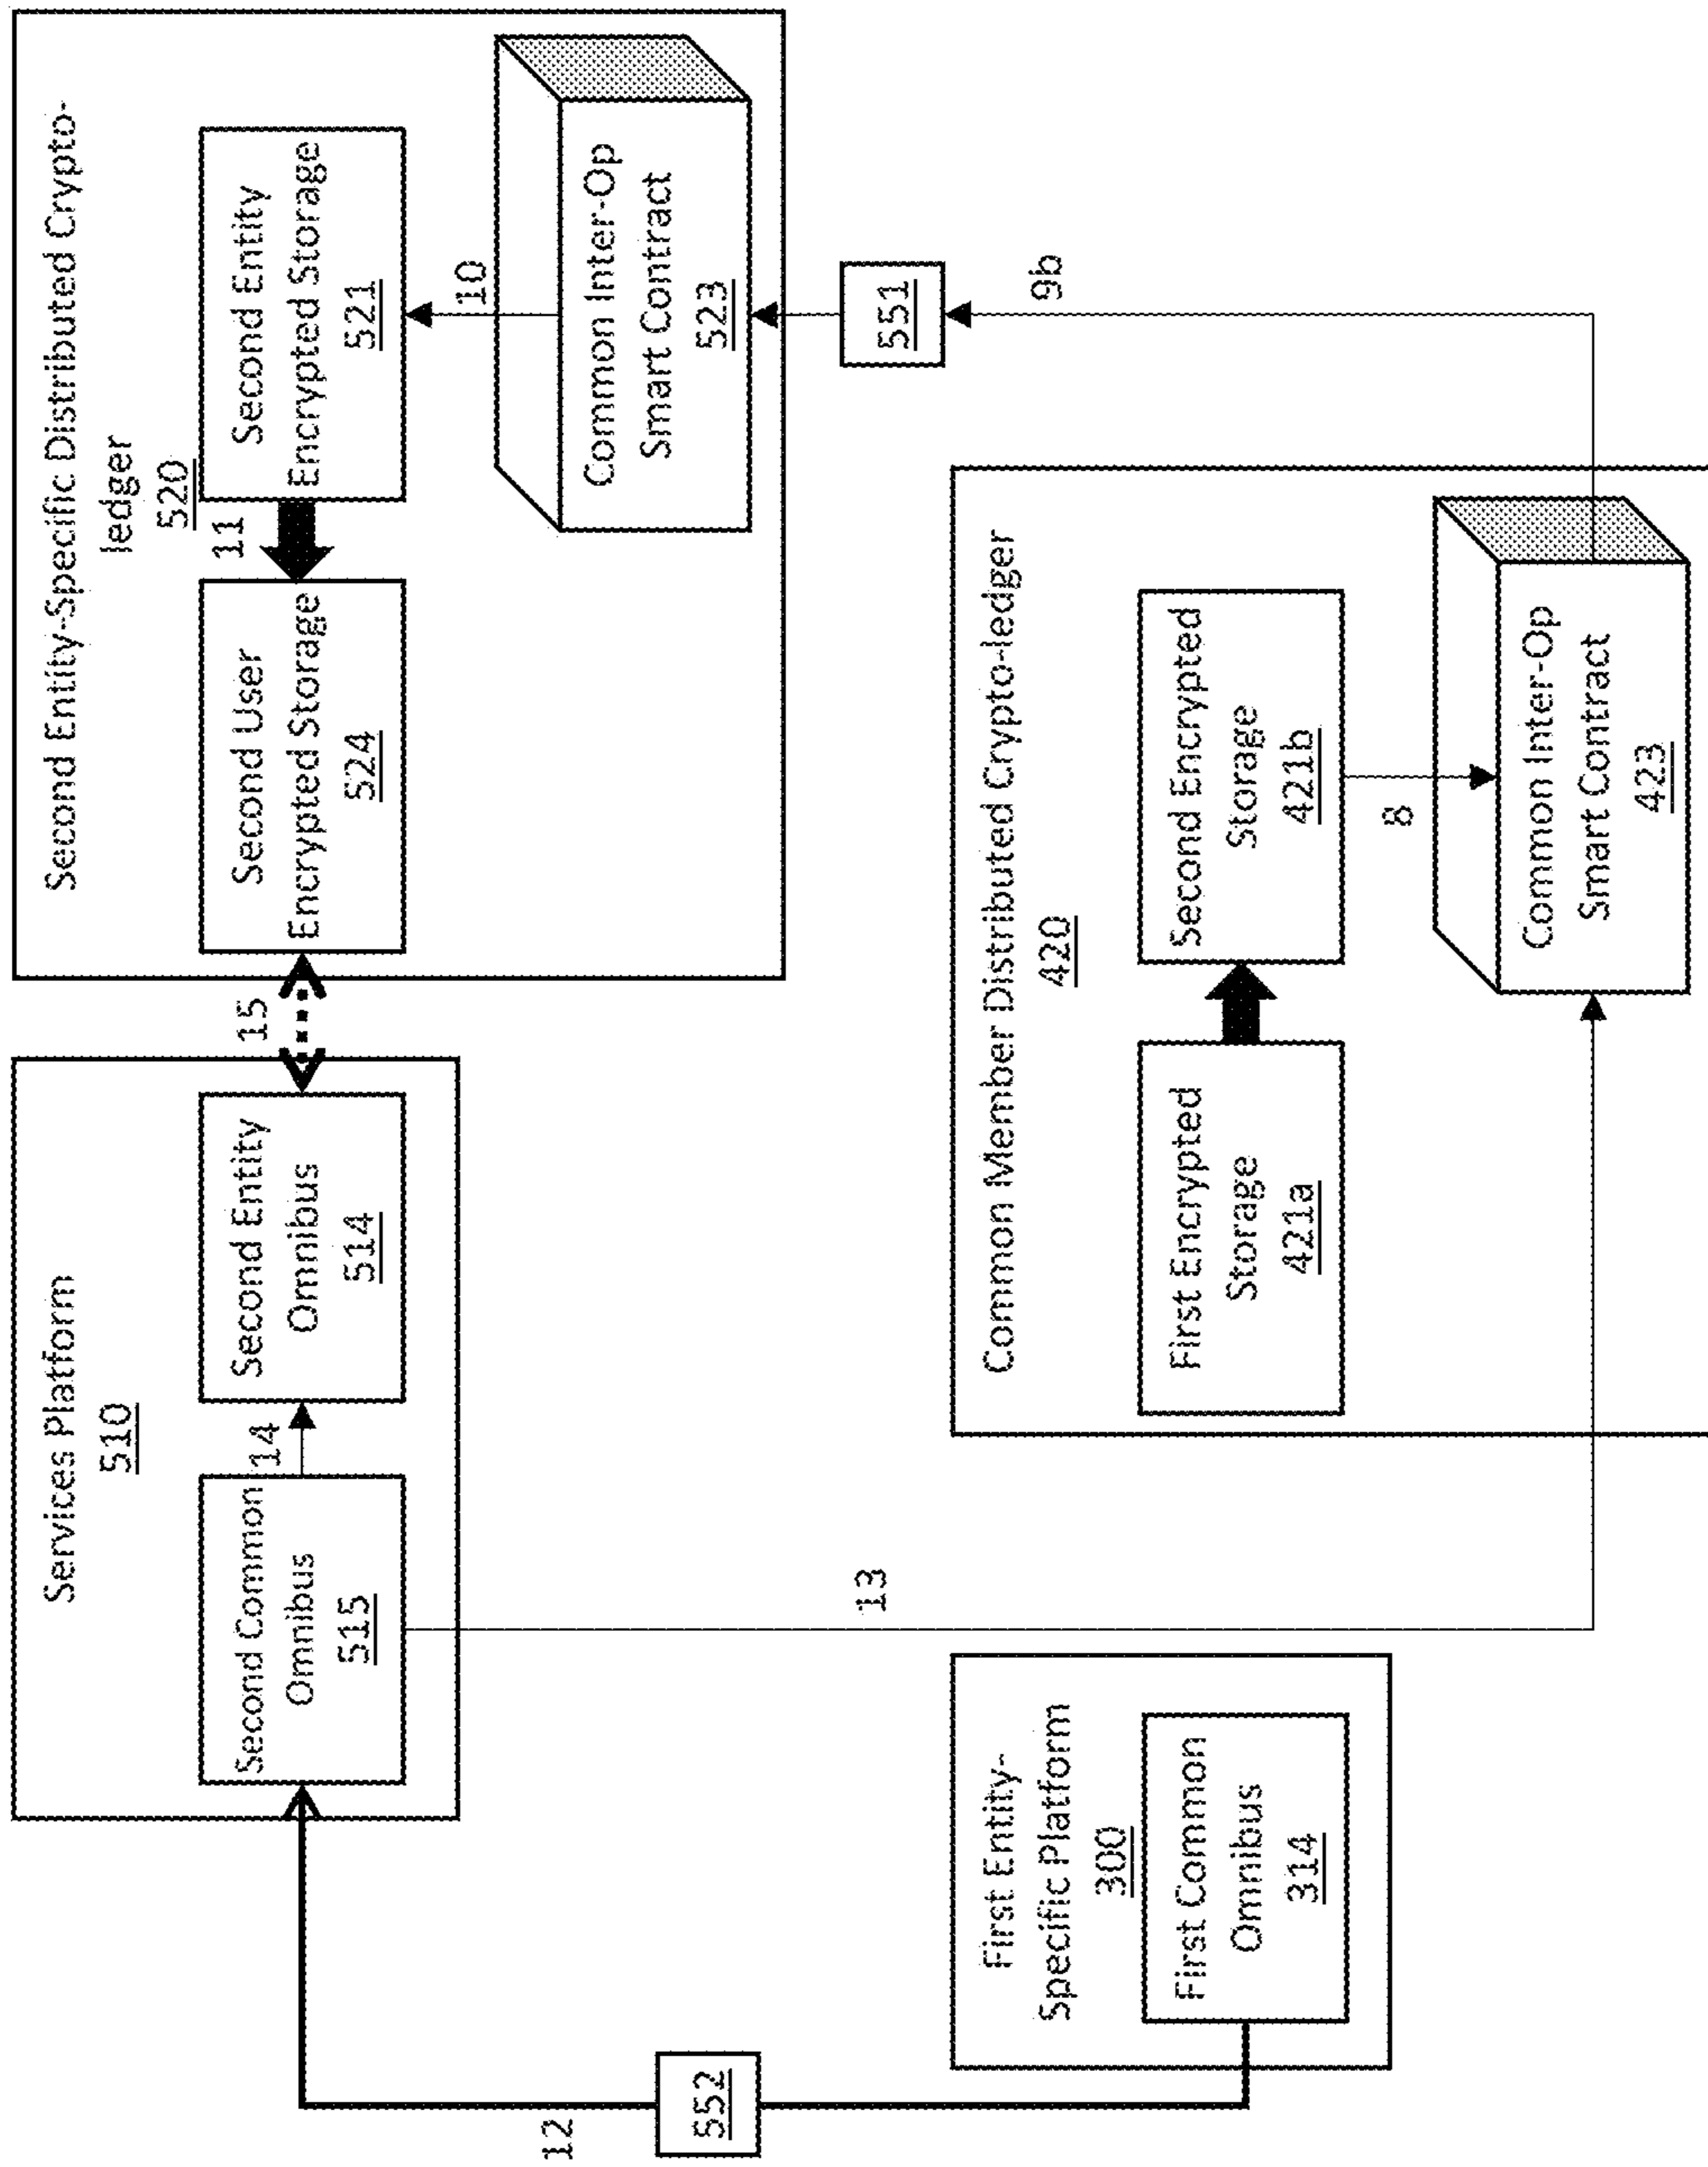 Services Platform
510
Second Common
Omnibus
515
14
Second Entity
Omnibus
514
15
Second Entity-Specific Distributed Crypto-
ledger
520
Second User
Encrypted Storage
524
11
Second Entity
Encrypted Storage
521
10
Common Inter-Op
Smart Contract
523
12
552
13
551
9b
First Entity-
Specific Platform
300
First Common
Omnibus
314
Common Member Distributed Crypto-ledger
420
First Encrypted
Storage
421a
Second Encrypted
Storage
421b
8
Common Inter-Op
Smart Contract
423